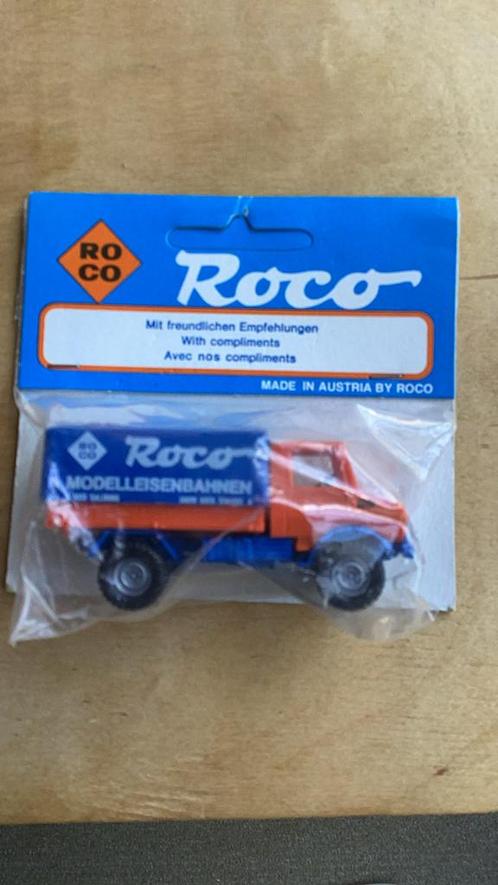 RO
CO
Roco
Mit freundlichen Empfehlungen
With compliments
Avec nos compliments
MADE IN AUSTRIA BY ROCO
RO
CO
Roco
MODELLEISENBAHNEN